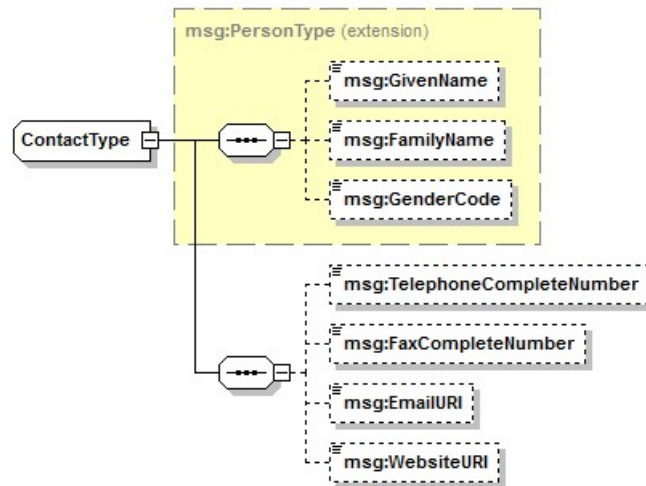 msg:PersonType (extension)
msg:GivenName
ContactType
msg:FamilyName
msg:GenderCode
msg:TelephoneCompleteNumber
msg:FaxCompleteNumber
msg:EmailURI
msg:WebsiteURI